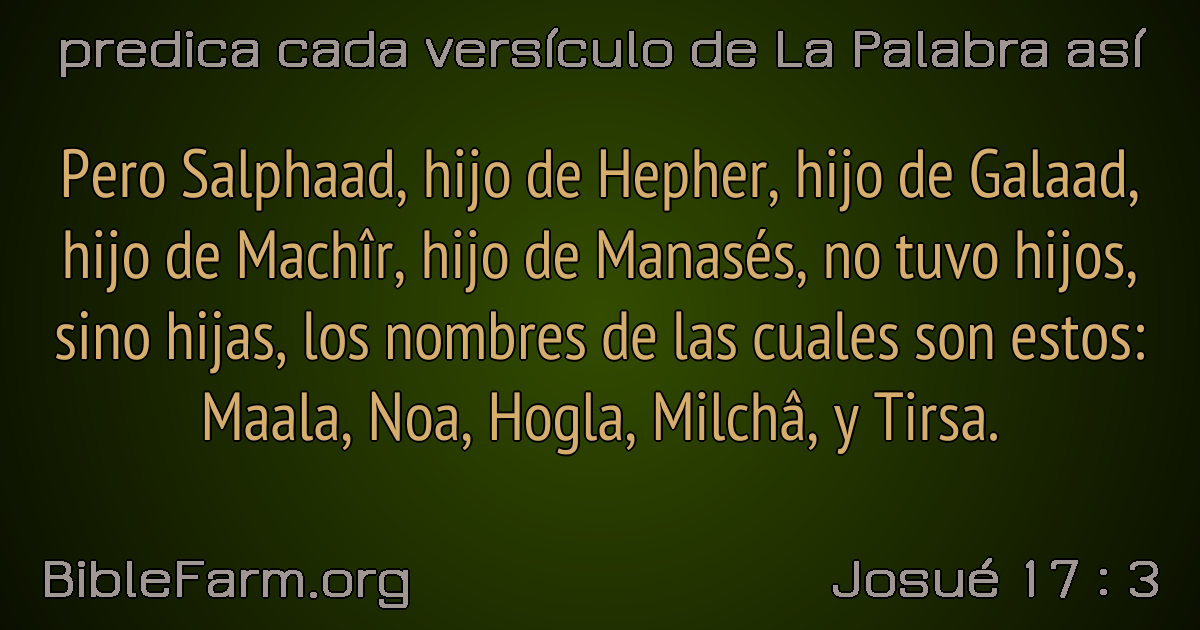 predica cada versículo de La Palabra así
Pero Salphaad, hijo de Hepher, hijo de Galaad,
hijo de Machîr, hijo de Manasés, no tuvo hijos,
sino hijas, los nombres de las cuales son estos:
Maala, Noa, Hogla, Milchâ, y Tirsa.
BibleFarm.org
Josué 17 : 3